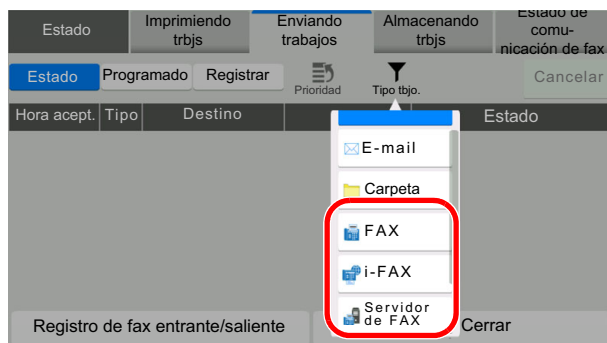 Estado
Imprimiendo
trbjs
Enviando
trabajos
Almacenando
trbjs
Estado de
comu-
nicación de fax
Estado
Programado
Registrar
Prioridad
Tipo tbjo.
Cancelar
Hora acept.
Tipo
Destino
Estado
E-mail
Carpeta
FAX
i-FAX
Servidor
de FAX
Registro de fax entrante/saliente
Cerrar